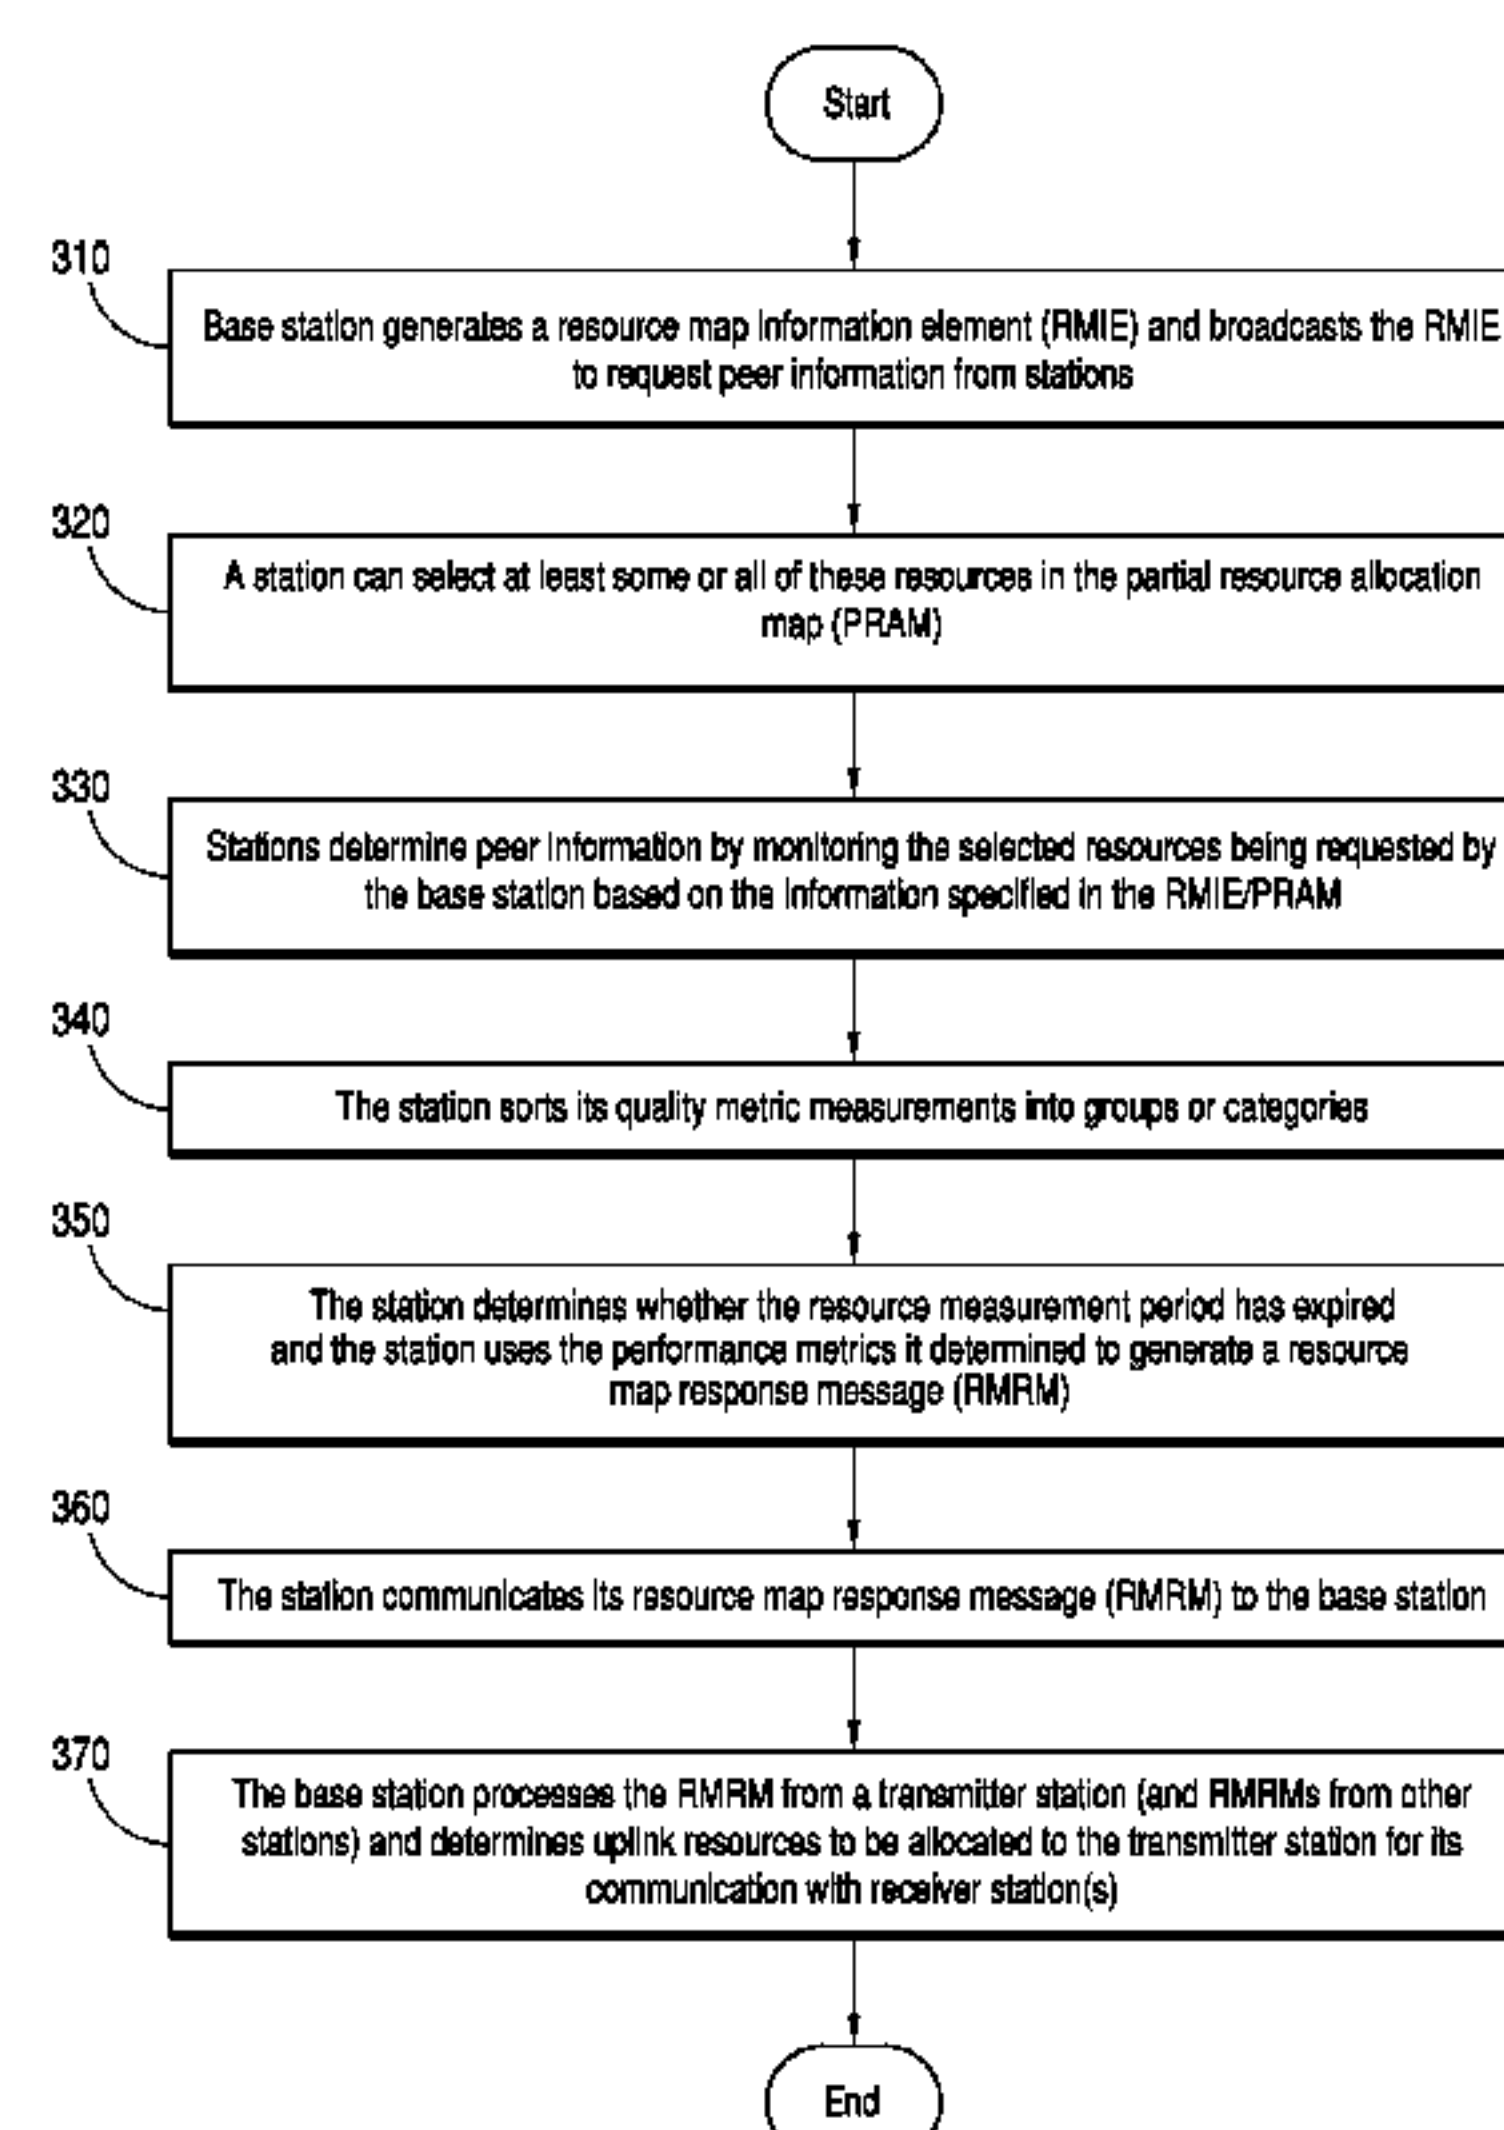 Start
310
Base station generates a resource map information element (RMIE) and broadcasts the RMIE
to request peer information from stations
320
A station can select at least some or all of these resources in the partial resource allocation
map (PRAM)
330
Stations determine peer information by monitoring the selected resources being requested by
the base station based on the information specified in the RMIE/PRAM
340
The station sorts its quality metric measurements into groups or categories
350
The station determines whether the resource measurement period has expired
and the station uses the performance metrics it determined to generate a resource
map response message (RMRM)
360
The station communicates its resource map response message (RMRM) to the base station
370
The base station processes the RMRM from a transmitter station (and RMRMs from other
stations) and determines uplink resources to be allocated to the transmitter station for its
communication with receiver station(s)
End